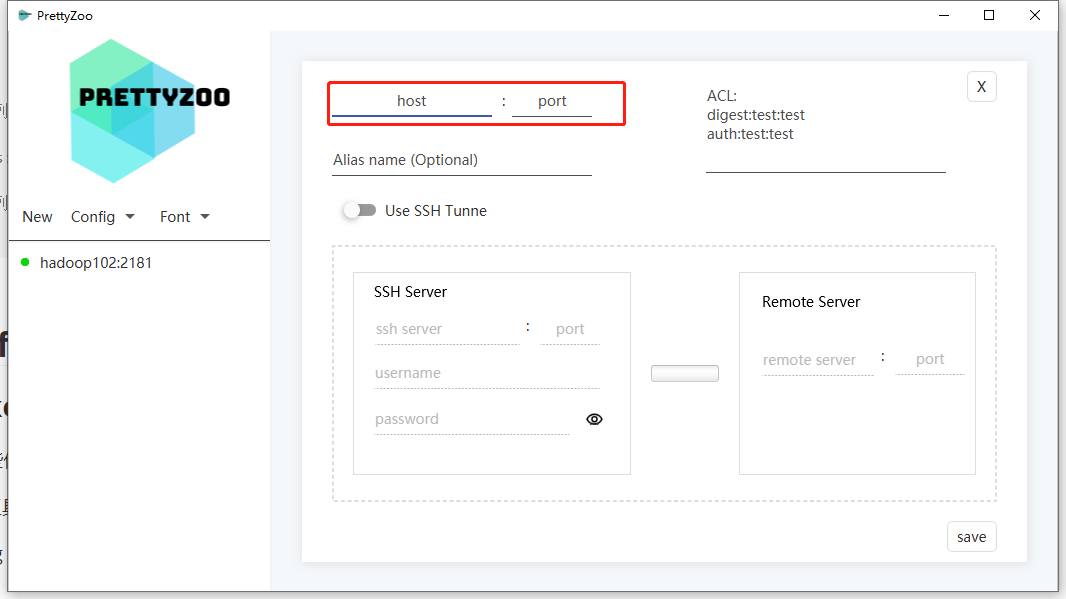 PrettyZoo
PRETTYZOO
New Config Font
hadoop102:2181
host : port
Alias name (Optional)
Use SSH Tunne
ACL:
digest:test:test
auth:test:test
X
SSH Server
ssh server : port
username
password
Remote Server
remote server : port
save